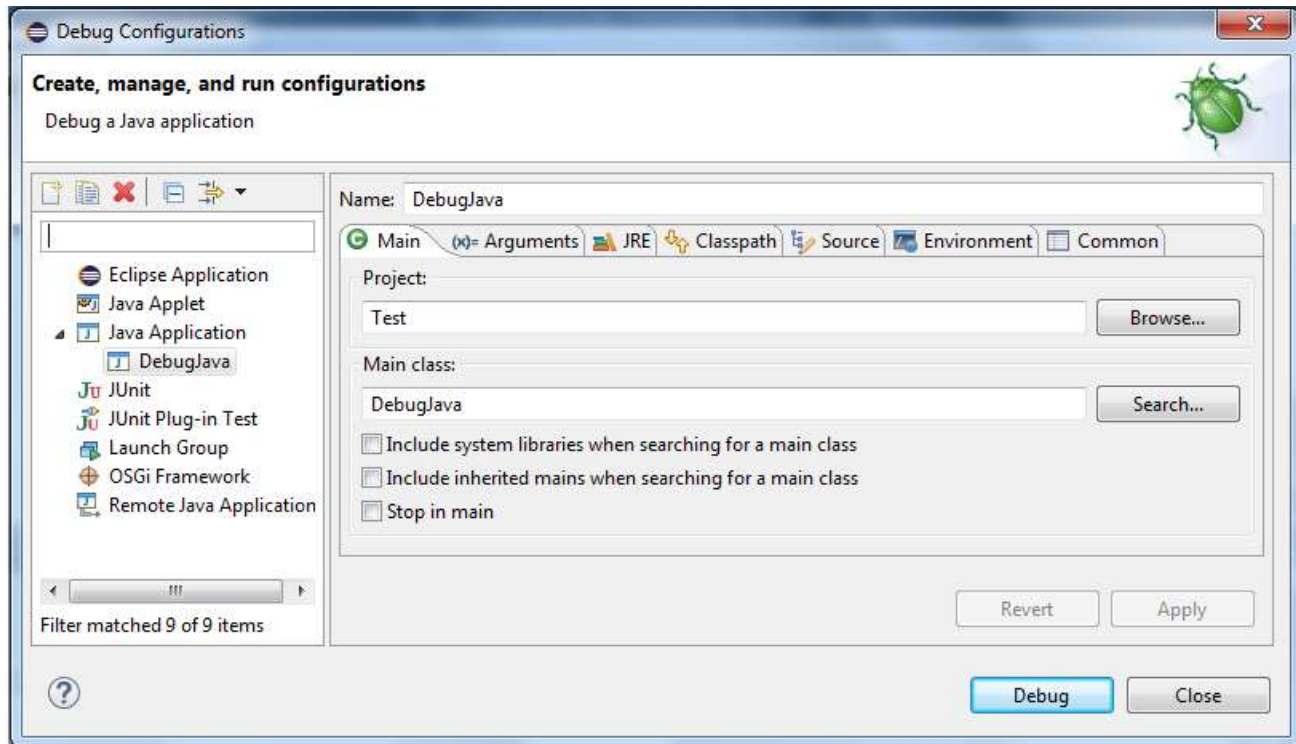 Debug Configurations
Create, manage, and run configurations
Debug a Java application
Eclipse Application
Java Applet
Java Application
DebugJava
JUnit
JUnit Plug-in Test
Launch Group
OSGi Framework
Remote Java Application
Filter matched 9 of 9 items
Name: DebugJava
Main (x)= Arguments JRE Classpath Source Environment Common
Project:
Test Browse...
Main class:
DebugJava Search...
Include system libraries when searching for a main class
Include inherited mains when searching for a main class
Stop in main
Revert Apply
Debug Close